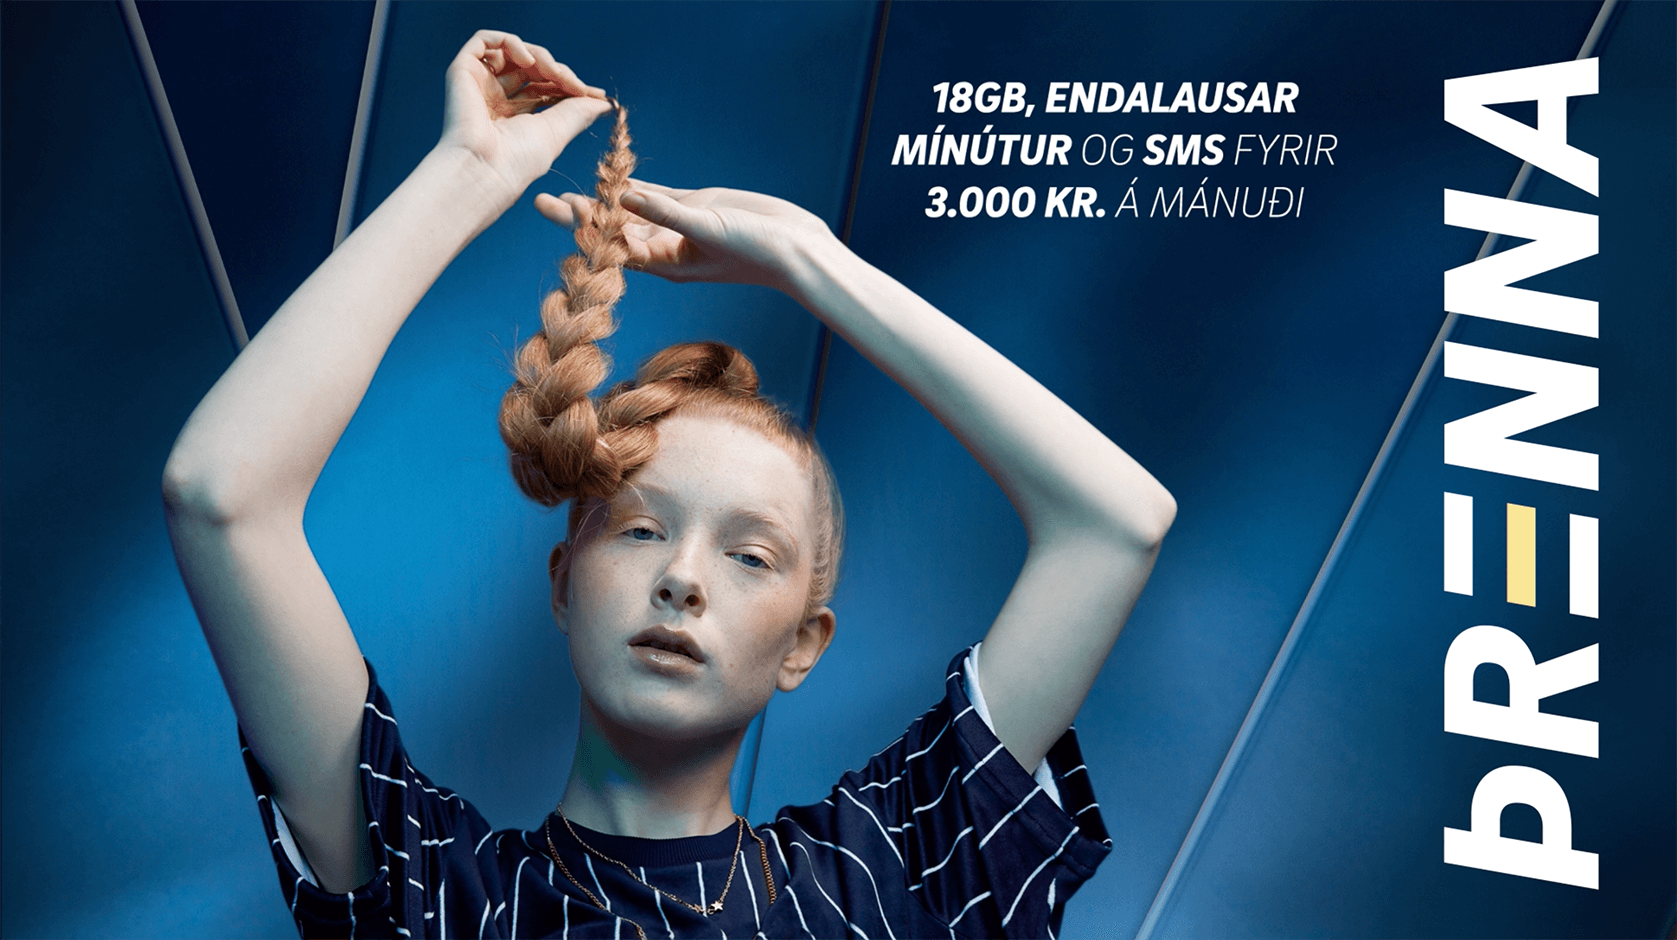 18GB, ENDALAUSAR
MÍNÚTUR OG SMS FYRIR
3.000 KR. Á MÁNUÐI
ÞRENNA